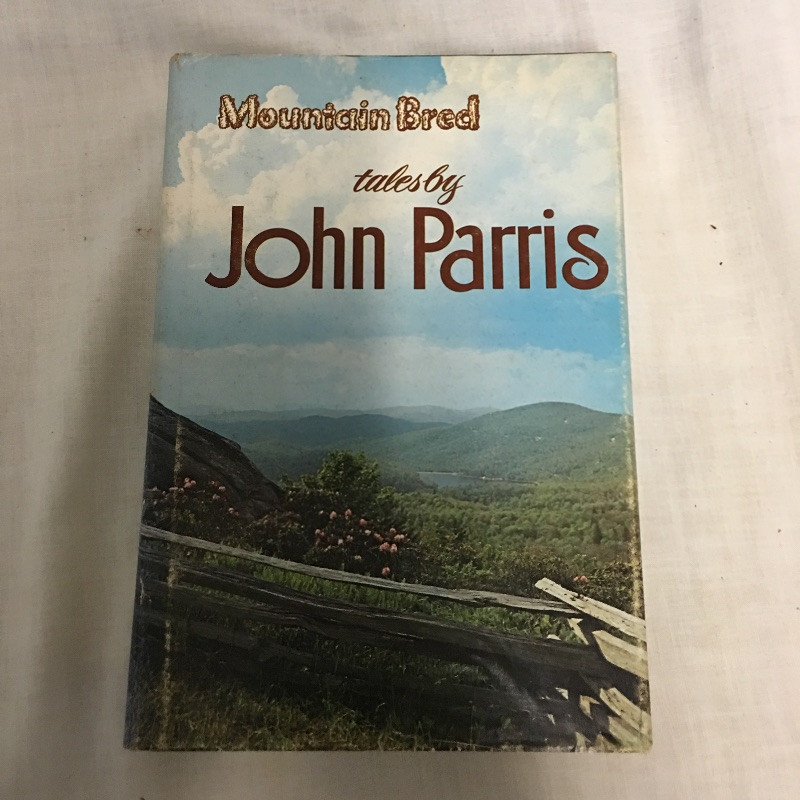 Mountain Bred
tales by
John Parris